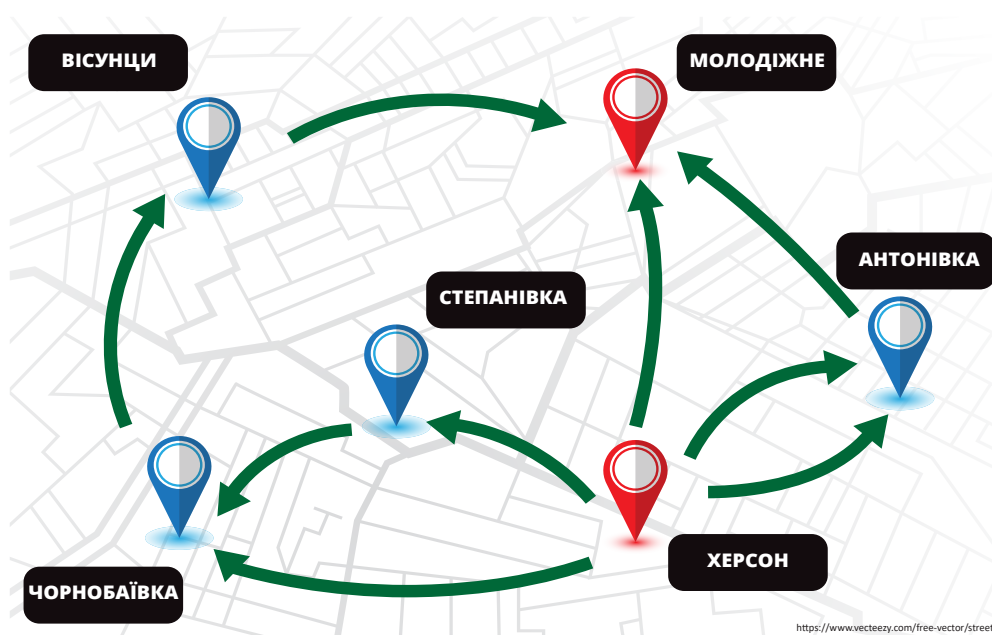 ВІСУНЦИ
МОЛОДІЖНЕ
АНТОНІВКА
СТЕПАНІВКА
ХЕРСОН
ЧОРНОБАЇВКА
https://www.vecteezy.com/free-vector/street